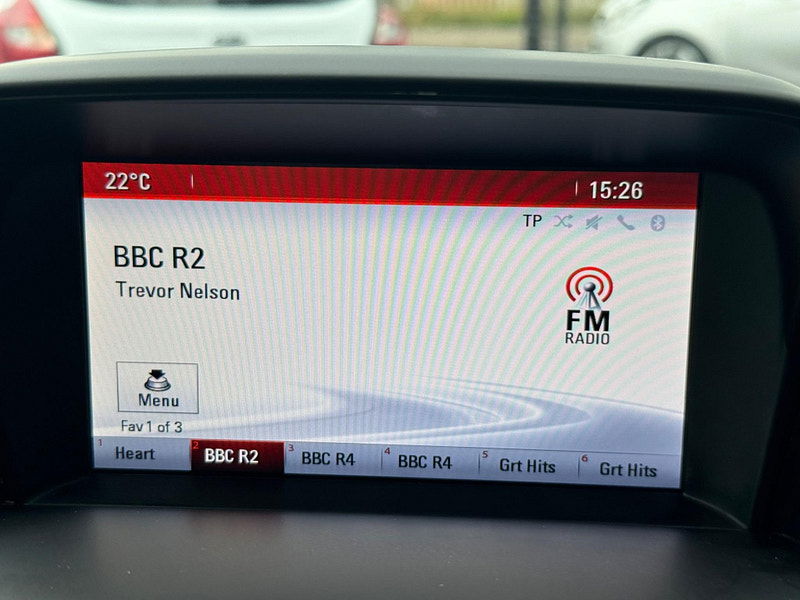 22°C
15:26
TP
BBC R2
Trevor Nelson
FM
RADIO
Menu
Fav 1 of 3
1 Heart
2 BBC R2
3 BBC R4
4 BBC R4
5 Grt Hits
6 Grt Hits